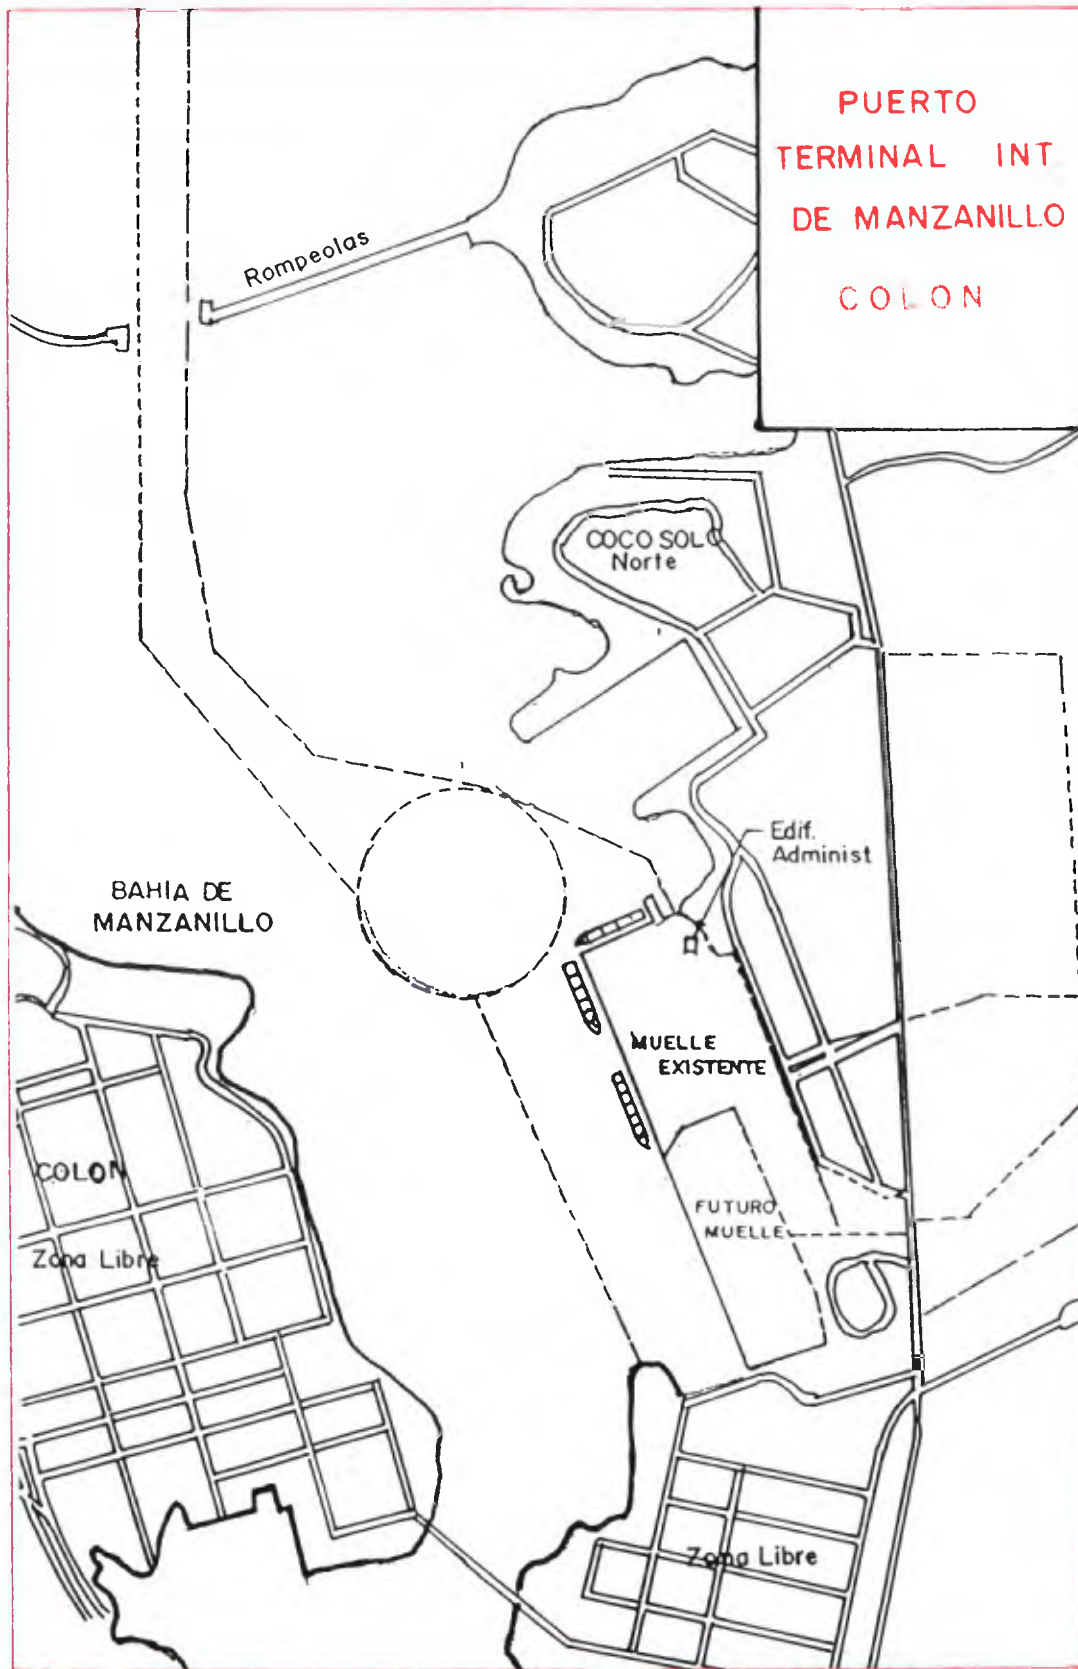 PUERTO
TERMINAL INT
DE MANZANILLO
COLON
Rompeolas
COCO SOLO
Norte
Edif.
Administ
BAHÍA DE
MANZANILLO
MUELLE
EXISTENTE
COLON
Zona Libre
FUTURO
MUELLE
Zona Libre